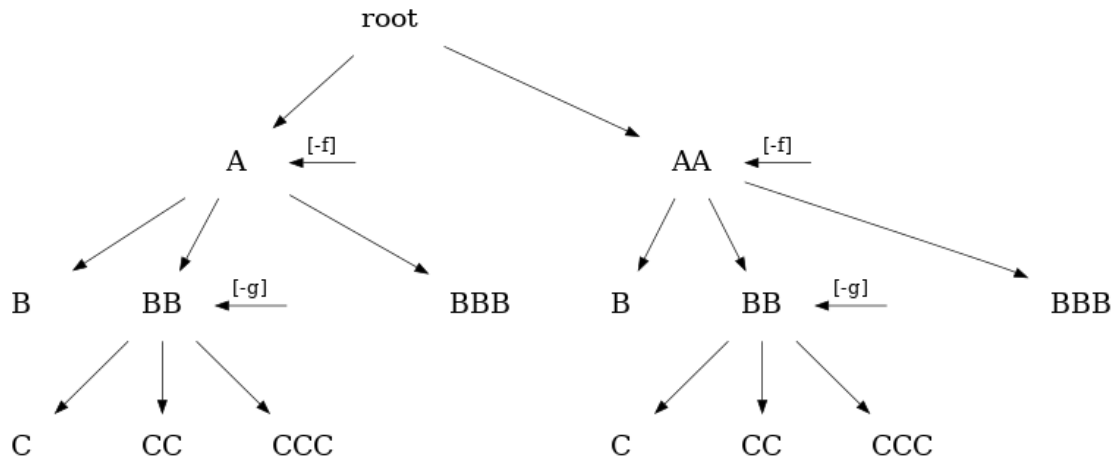 root
[-f] [-f]
A AA
[-g] [-g]
B BB BBB B BB BBB
C CC CCC C CC CCC